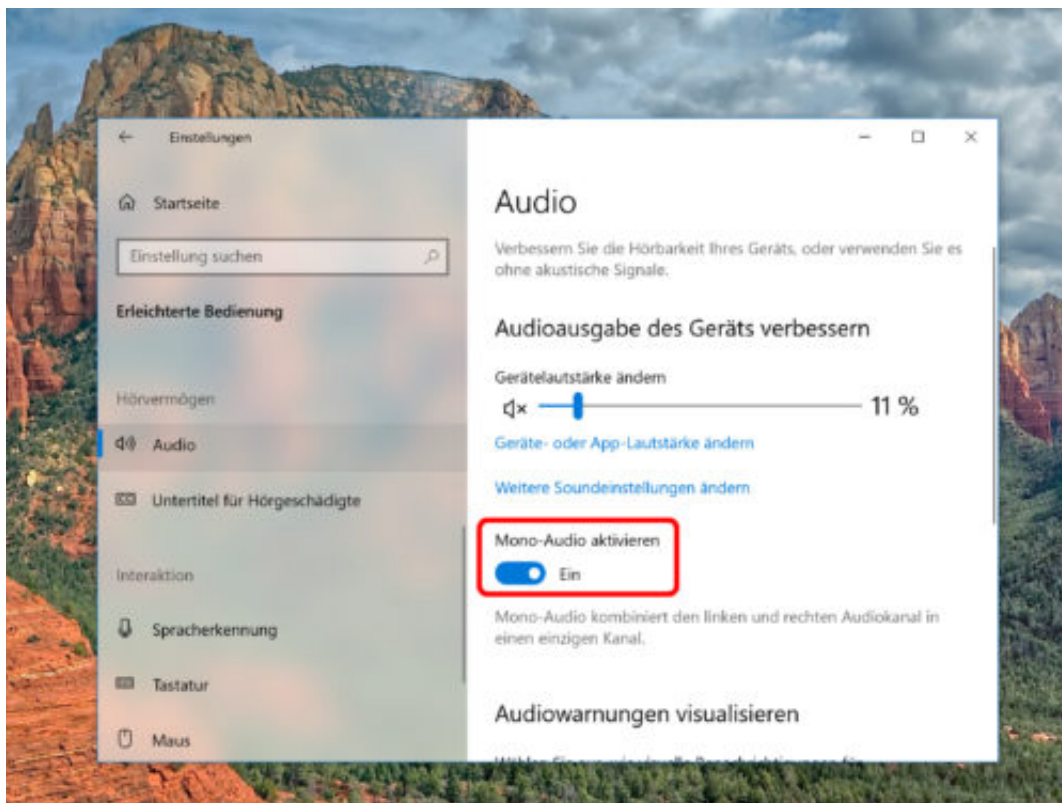 Einstellungen
Startseite
Einstellung suchen
Erleichterte Bedienung
Hörvermögen
Audio
Untertitel für Hörgeschädigte
Interaktion
Spracherkennung
Tastatur
Maus
Audio
Verbessern Sie die Hörbarkeit Ihres Geräts, oder verwenden Sie es
ohne akustische Signale.
Audioausgabe des Geräts verbessern
Gerätelautstärke ändern
11 %
Geräte- oder App-Lautstärke ändern
Weitere Soundeinstellungen ändern
Mono-Audio aktivieren
Ein
Mono-Audio kombiniert den linken und rechten Audiokanal in
einen einzigen Kanal.
Audiowarnungen visualisieren